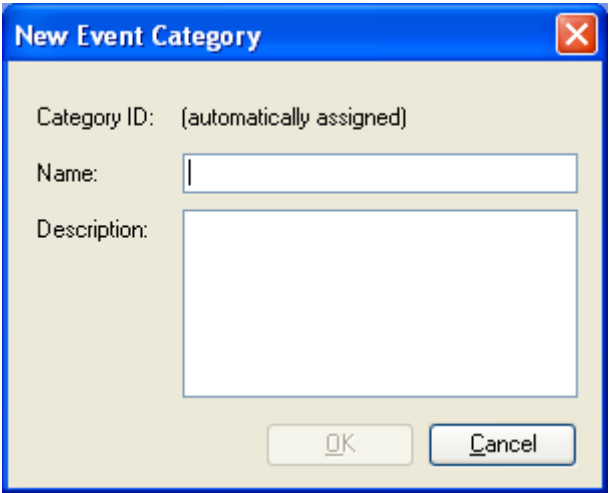 New Event Category
Category ID: (automatically assigned)
Name:
Description:
OK Cancel